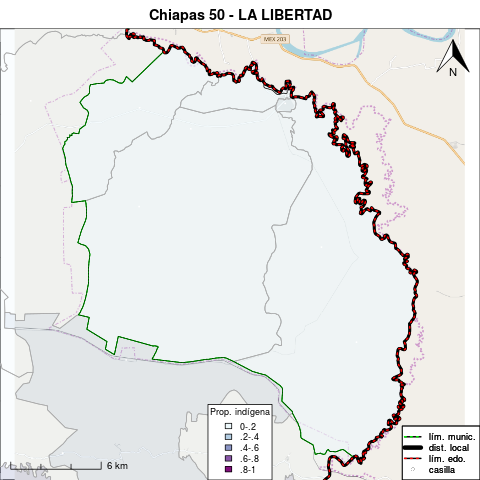 Chiapas 50 - LA LIBERTAD
MEX 203
N
Prop. indígena
0-.2
.2-.4
.4-.6
.6-.8
.8-1
6 km
lím. munic.
dist. local
lím. edo.
casilla